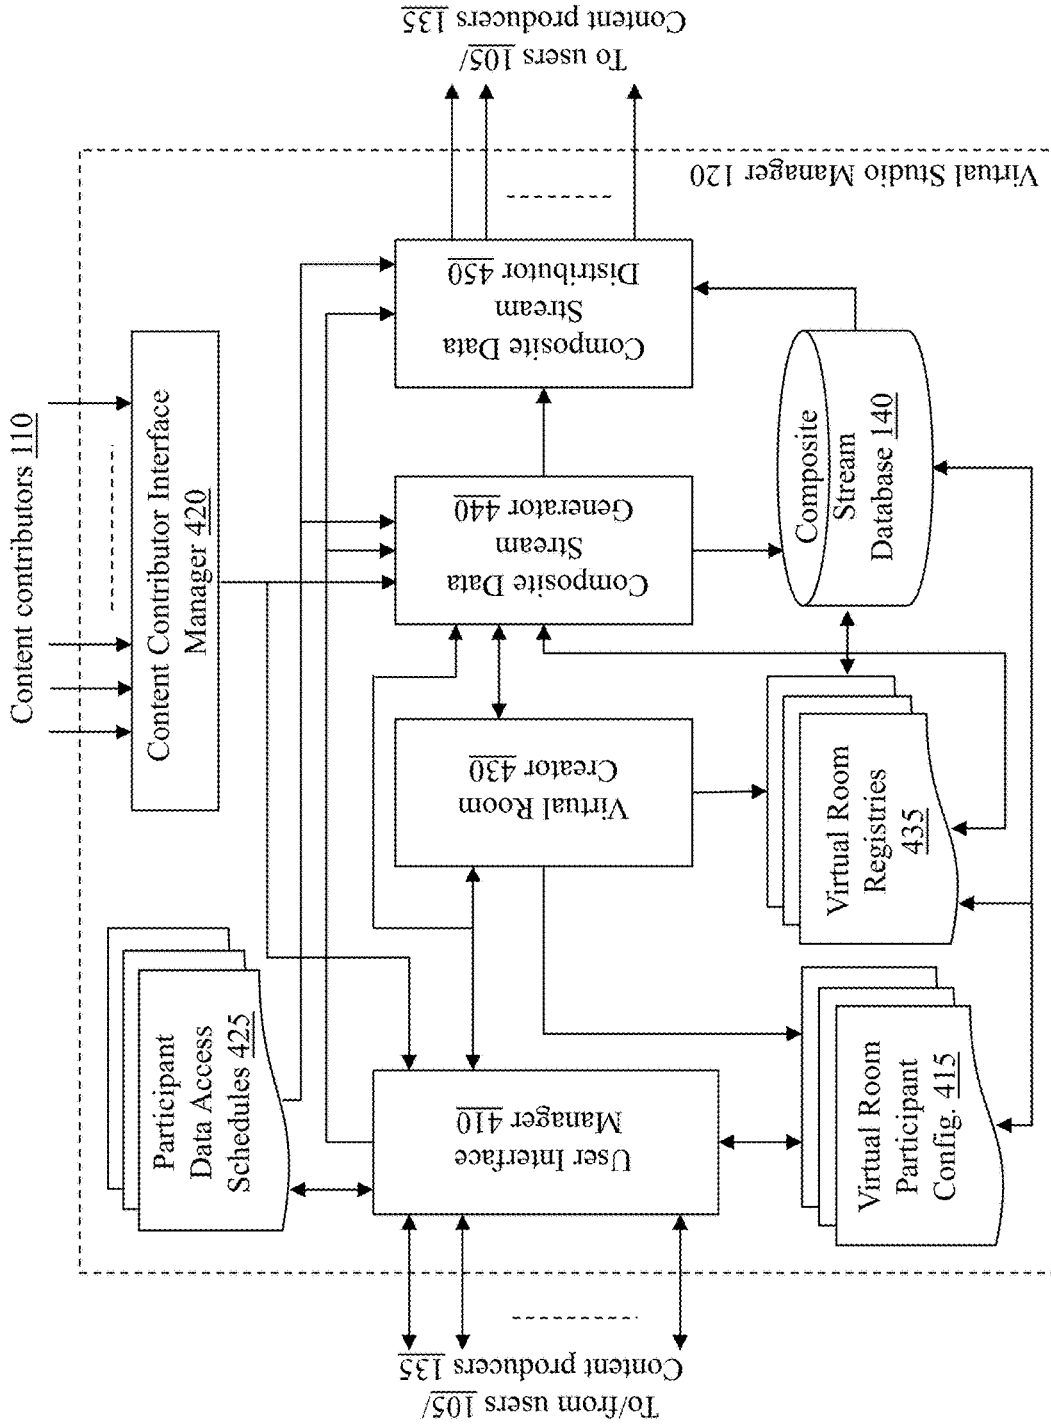 Content contributors 110
Content Contributor Interface
Manager 420
Participant
Data Access
Schedules 425
To/from users 105/
Content producers 135
User Interface
Manager 410
Virtual Room
Creator 430
Composite Data
Stream
Generator 440
Composite Data
Stream
Distributor 450
To users 105/
Content producers 135
Virtual Room
Participant
Config. 415
Virtual Room
Registries
435
Composite
Stream
Database 140
Virtual Studio Manager 120